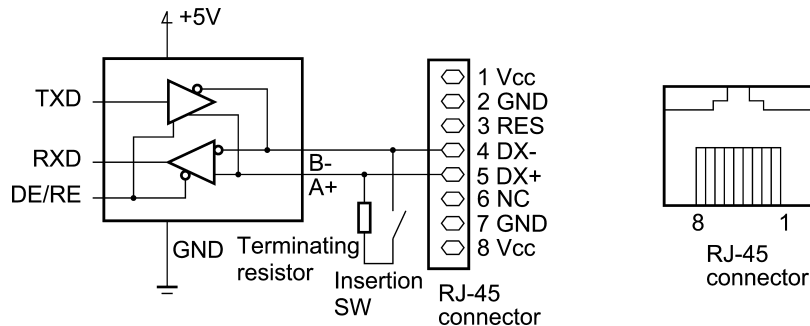 +5V
TXD
RXD
DE/RE
B-
A+
GND
Terminating
resistor
Insertion
SW
1 Vcc
2 GND
3 RES
4 DX-
5 DX+
6 NC
7 GND
8 Vcc
RJ-45
connector
8 1
RJ-45
connector